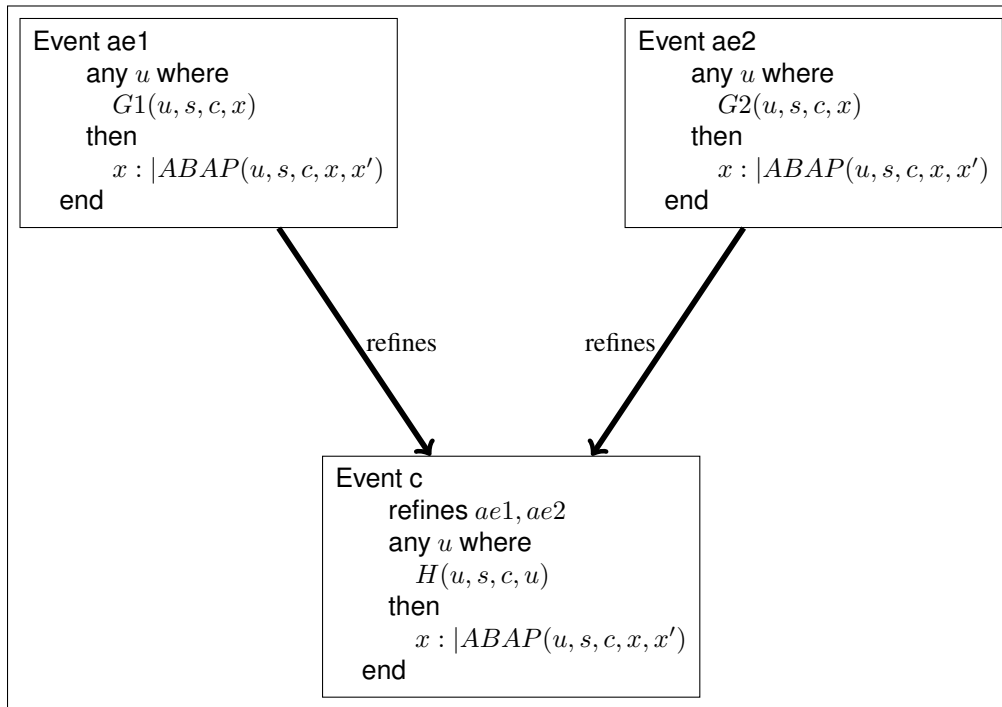 Event ae1
any u where
G1(u, s, c, x)
then
x : |ABAP(u, s, c, x, x′)
end
Event ae2
any u where
G2(u, s, c, x)
then
x : |ABAP(u, s, c, x, x′)
end
refines
refines
Event c
refines ae1, ae2
any u where
H(u, s, c, u)
then
x : |ABAP(u, s, c, x, x′)
end